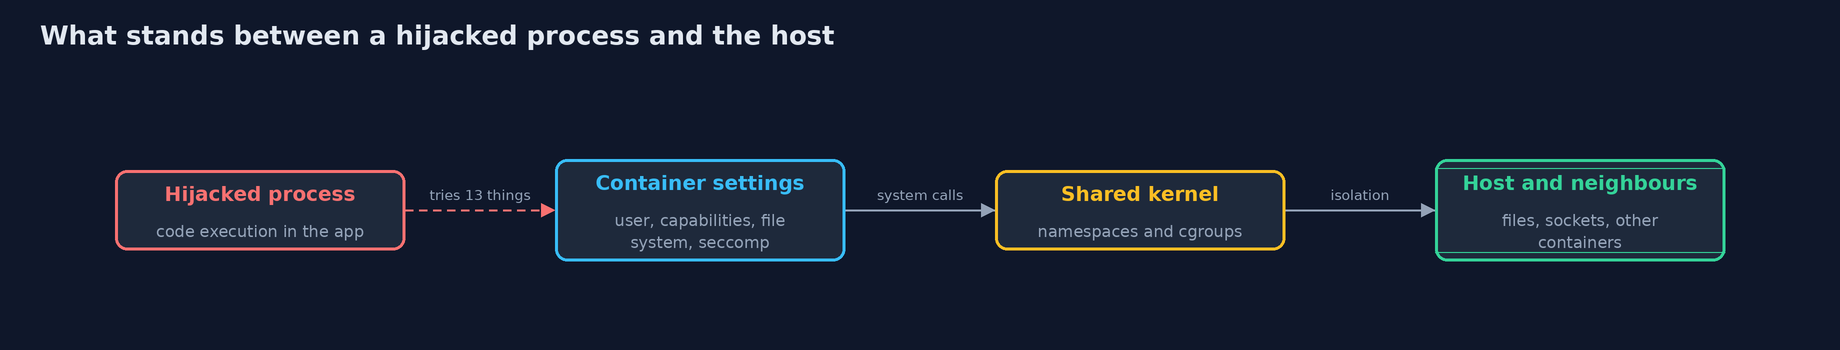 What stands between a hijacked process and the host
Hijacked process
code execution in the app
tries 13 things
Container settings
user, capabilities, file
system, seccomp
system calls
Shared kernel
namespaces and cgroups
isolation
Host and neighbours
files, sockets, other
containers